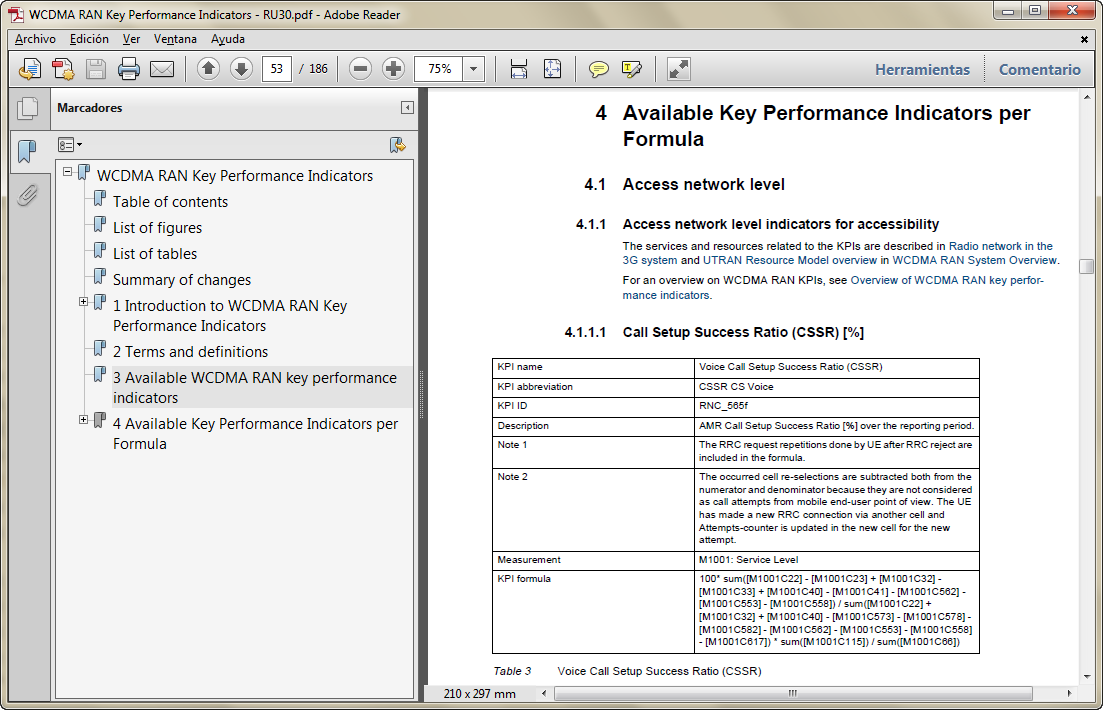 WCDMA RAN Key Performance Indicators - RU30.pdf - Adobe Reader
Archivo Edición Ver Ventana Ayuda
53 / 186 75% Herramientas Comentario
Marcadores
WCDMA RAN Key Performance Indicators
Table of contents
List of figures
List of tables
Summary of changes
1 Introduction to WCDMA RAN Key
Performance Indicators
2 Terms and definitions
3 Available WCDMA RAN key performance
indicators
4 Available Key Performance Indicators per
Formula
4 Available Key Performance Indicators per
Formula
4.1 Access network level
4.1.1 Access network level indicators for accessibility
The services and resources related to the KPIs are described in Radio network in the
3G system and UTRAN Resource Model overview in WCDMA RAN System Overview.
For an overview on WCDMA RAN KPIs, see Overview of WCDMA RAN key perfor-
mance indicators.
4.1.1.1 Call Setup Success Ratio (CSSR) [%]
KPI name Voice Call Setup Success Ratio (CSSR)
KPI abbreviation CSSR CS Voice
KPI ID RNC_565f
Description AMR Call Setup Success Ratio [%] over the reporting period.
Note 1 The RRC request repetitions done by UE after RRC reject are
included in the formula.
Note 2 The occurred cell re-selections are subtracted both from the
numerator and denominator because they are not considered
as call attempts from mobile end-user point of view. The UE
has made a new RRC connection via another cell and
Attempts-counter is updated in the new cell for the new
attempt.
Measurement M1001: Service Level
KPI formula 100* sum([M1001C22] - [M1001C23] + [M1001C32] -
[M1001C33] + [M1001C40] - [M1001C41] - [M1001C562] -
[M1001C553] - [M1001C558]) / sum([M1001C22] +
[M1001C32] + [M1001C40] - [M1001C573] - [M1001C578] -
[M1001C582] - [M1001C562] - [M1001C553] - [M1001C558]
- [M1001C617]) * sum([M1001C115]) / sum([M1001C66])
Table 3 Voice Call Setup Success Ratio (CSSR)
210 x 297 mm